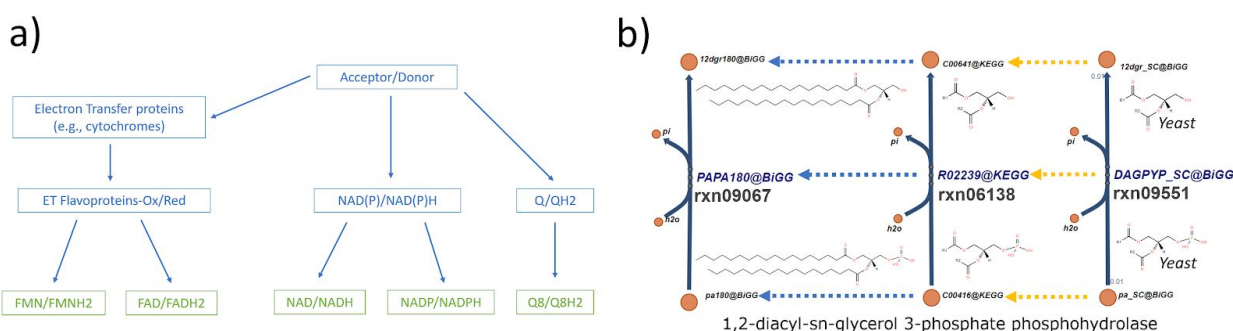 a)
Acceptor/Donor
Electron Transfer proteins
(e.g., cytochromes)
ET Flavoproteins-Ox/Red
NAD(P)/NAD(P)H
Q/QH2
FMN/FMNH2
FAD/FADH2
NAD/NADH
NADP/NADPH
Q8/Q8H2
b)
12dgr180@BiGG
C00641@KEGG
12dgr_SC@BiGG
0.01
Yeast
pi
pi
pi
PAPA180@BiGG
R02239@KEGG
DAGPYP_SC@BiGG
rxn09067
rxn06138
rxn09551
h2o
h2o
h2o
Yeast
0.01
pa180@BiGG
C00416@KEGG
pa_SC@BiGG
1,2-diacyl-sn-glycerol 3-phosphate phosphohydrolase